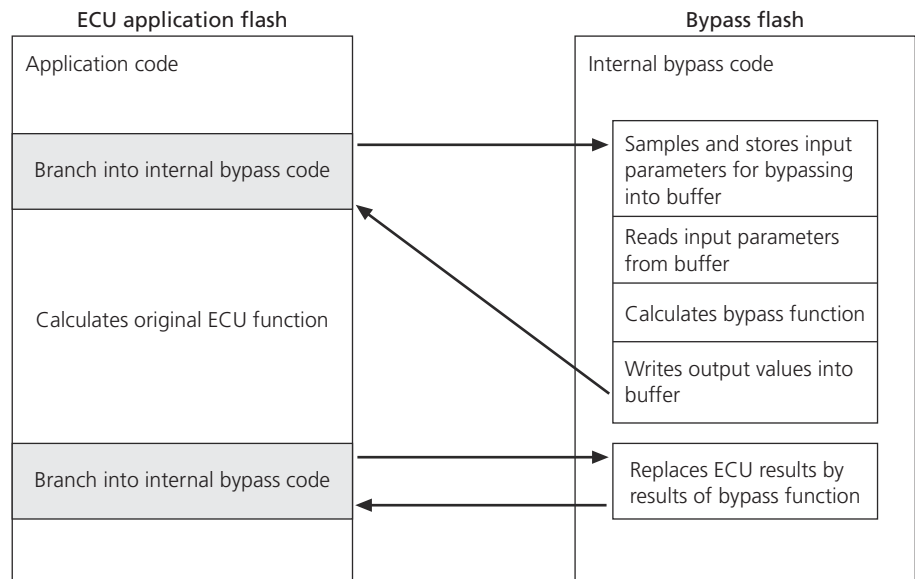 ECU application flash
Bypass flash
Application code
Internal bypass code
Branch into internal bypass code
Samples and stores input
parameters for bypassing
into buffer
Reads input parameters
from buffer
Calculates original ECU function
Calculates bypass function
Writes output values into
buffer
Branch into internal bypass code
Replaces ECU results by
results of bypass function